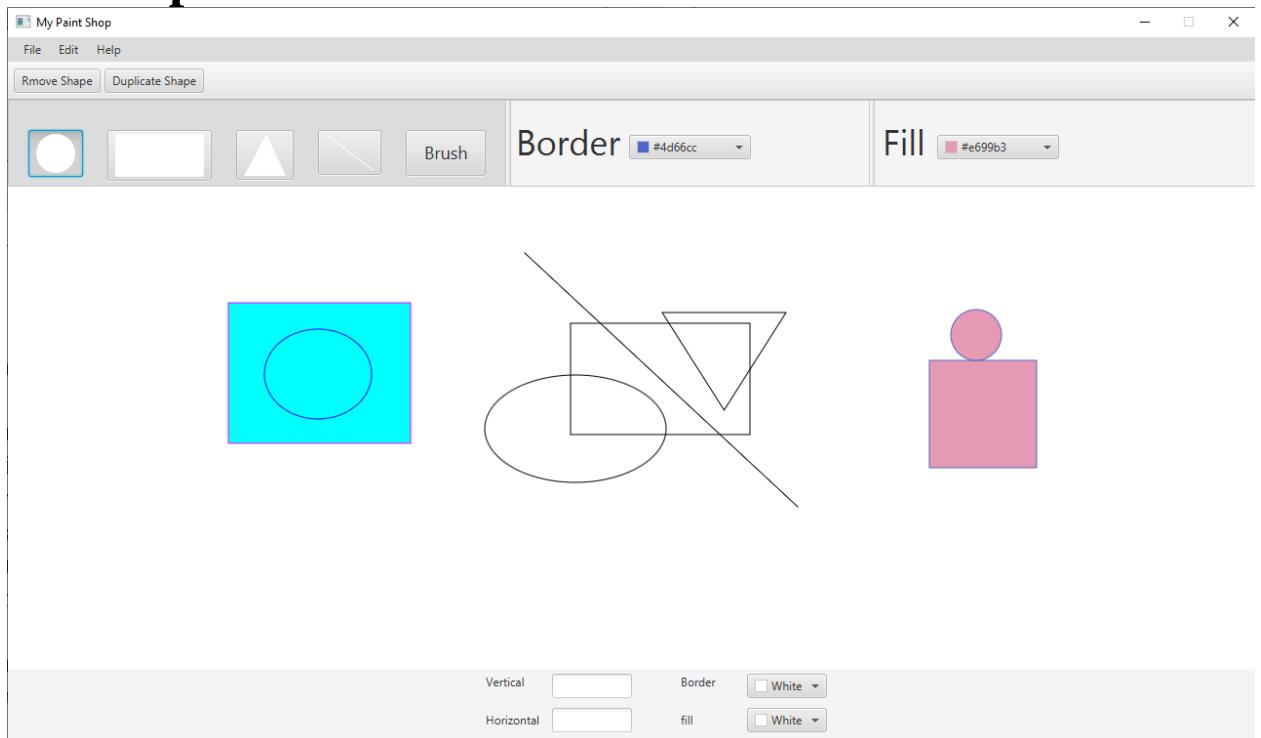 My Paint Shop
File Edit Help
Rmove Shape Duplicate Shape
Brush Border #4d66cc Fill #e699b3
Vertical Border White
Horizontal fill White